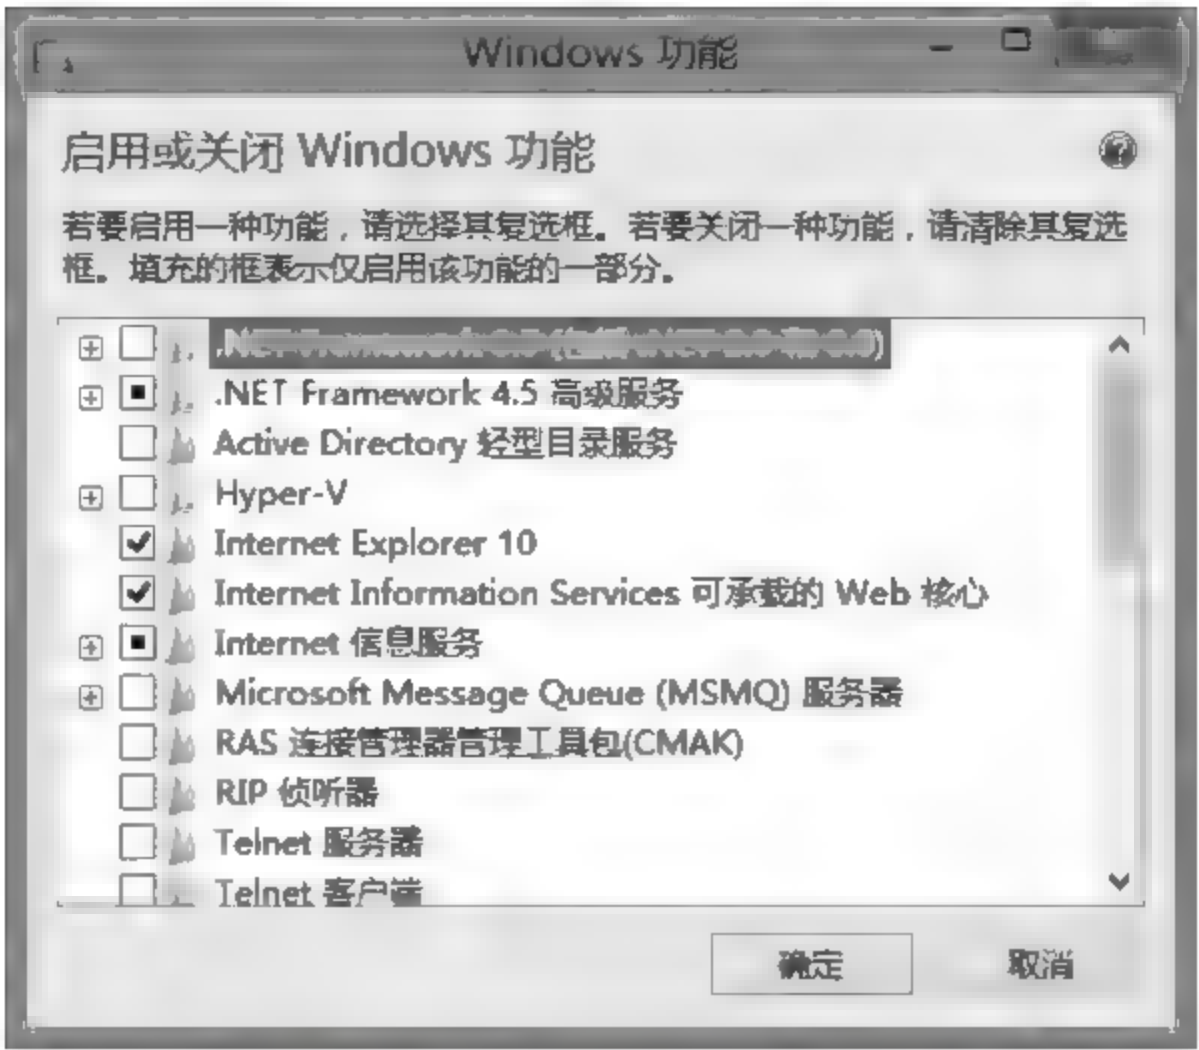 Windows 功能
启用或关闭 Windows 功能
若要启用一种功能，请选择其复选框。若要关闭一种功能，请清除其复选
框。填充的框表示仅启用该功能的一部分。
.NET Framework 4.5 高级服务
Active Directory 轻型目录服务
Hyper-V
Internet Explorer 10
Internet Information Services 可承载的 Web 核心
Internet 信息服务
Microsoft Message Queue (MSMQ) 服务器
RAS 连接管理器管理工具包(CMAK)
RIP 侦听器
Telnet 服务器
Telnet 客户端
确定 取消